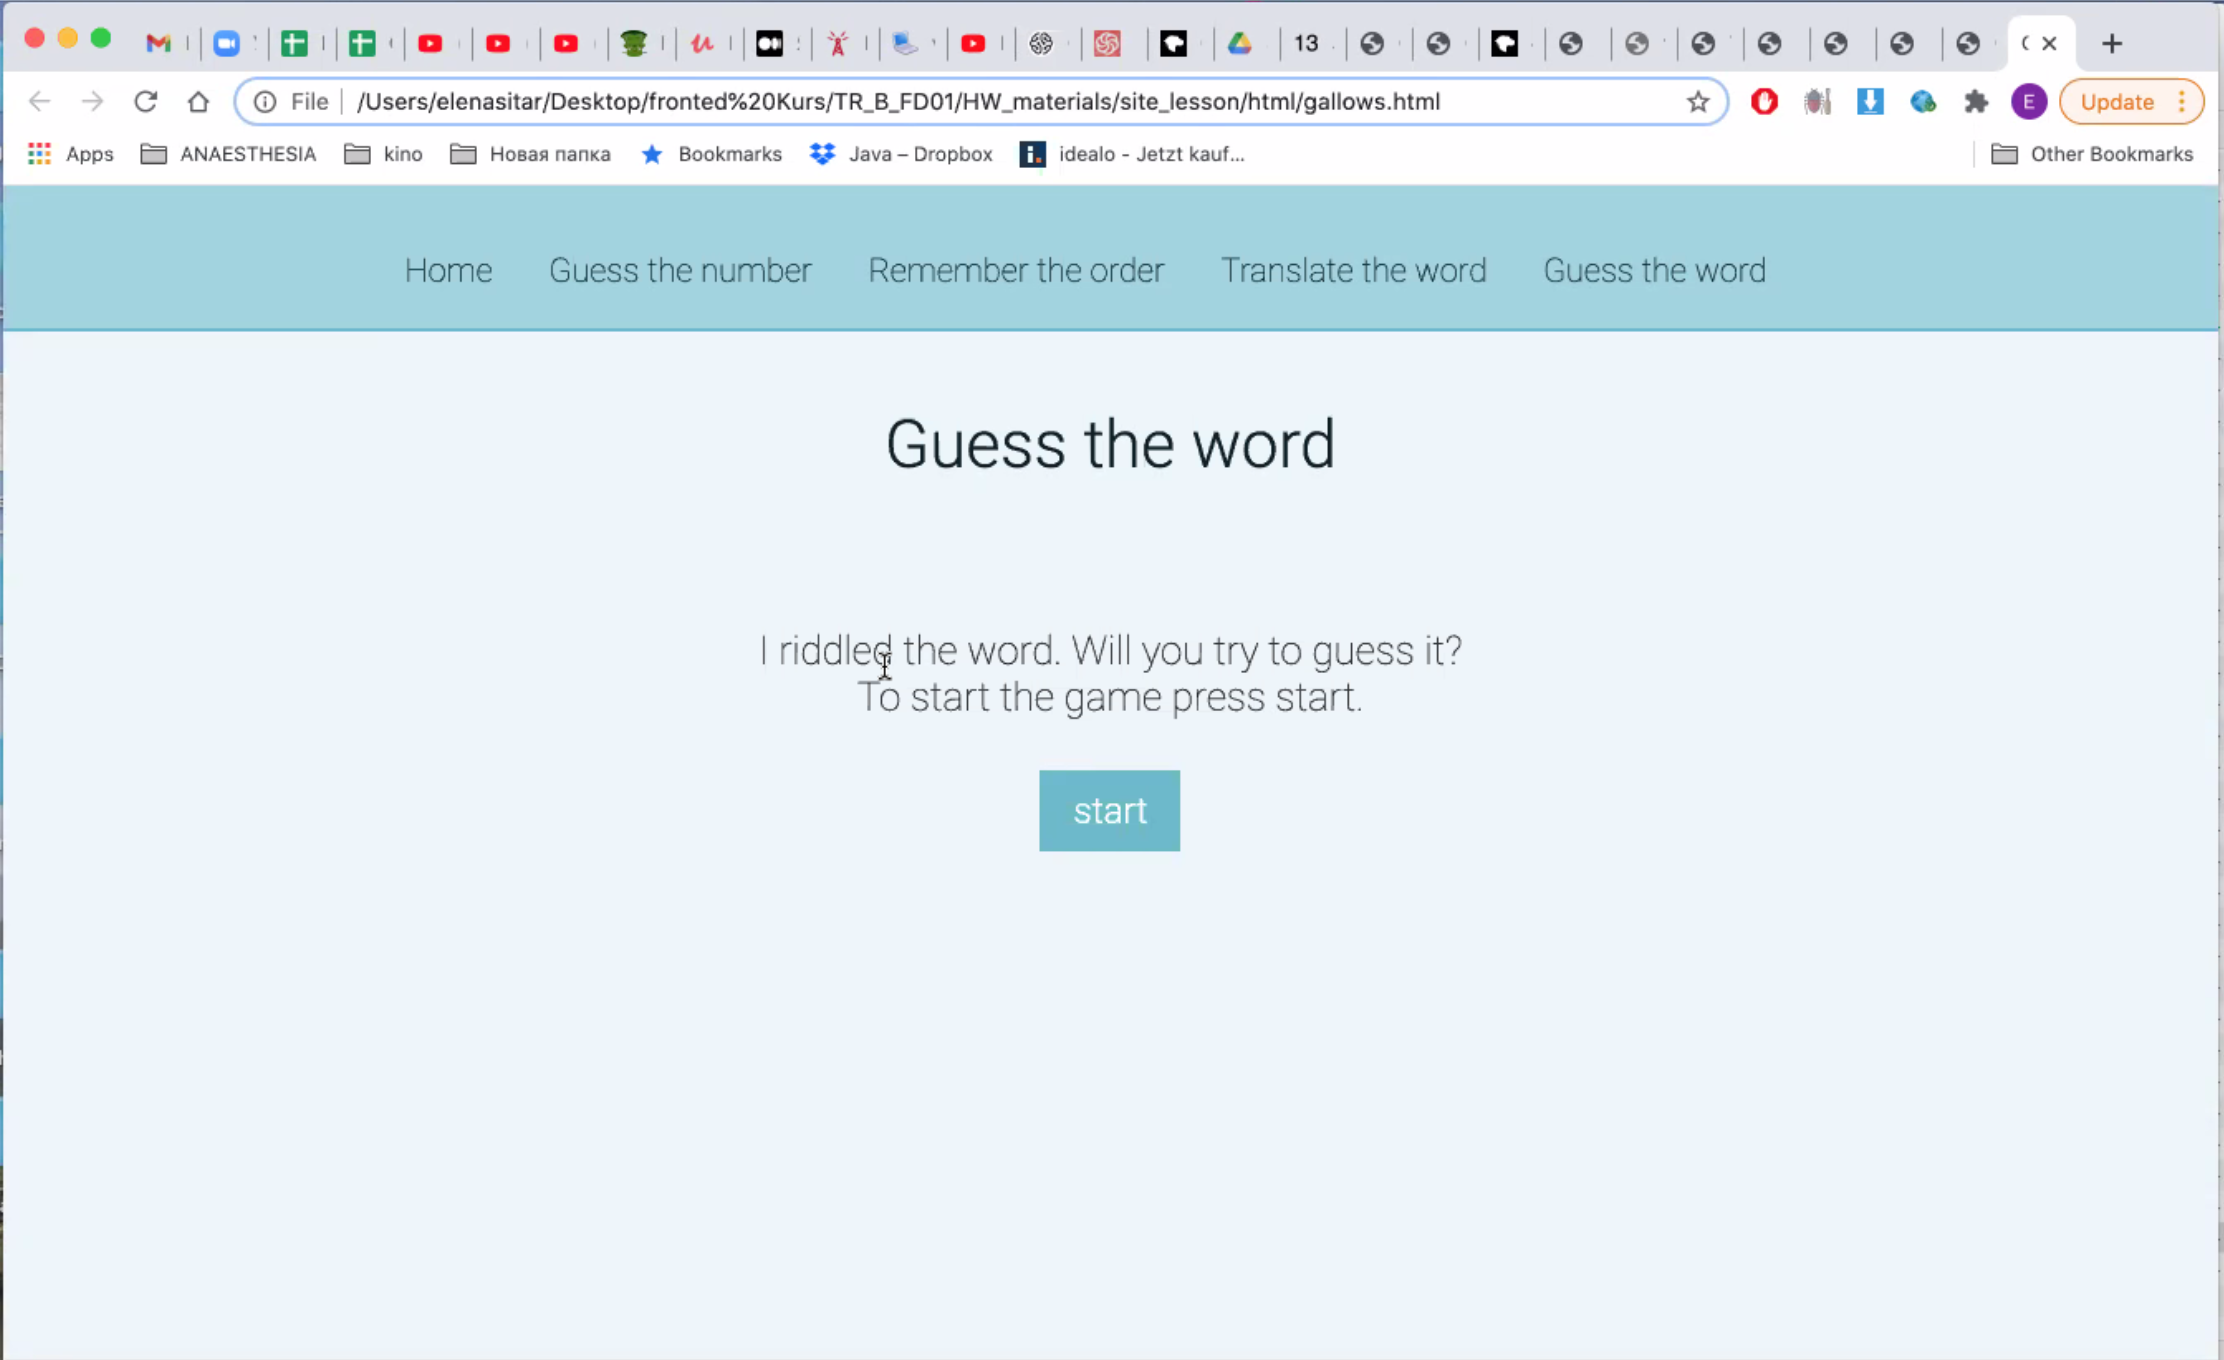 13
File /Users/elenasitar/Desktop/fronted%20Kurs/TR_B_FD01/HW_materials/site_lesson/html/gallows.html E Update
Apps ANAESTHESIA kino Новая папка Bookmarks Java – Dropbox idealo - Jetzt kauf... Other Bookmarks
Home Guess the number Remember the order Translate the word Guess the word
Guess the word
I riddled the word. Will you try to guess it?
To start the game press start.
start